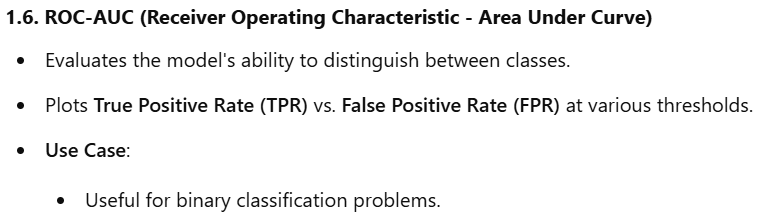 1.6. ROC-AUC (Receiver Operating Characteristic - Area Under Curve)
• Evaluates the model's ability to distinguish between classes.
• Plots True Positive Rate (TPR) vs. False Positive Rate (FPR) at various thresholds.
• Use Case:
• Useful for binary classification problems.